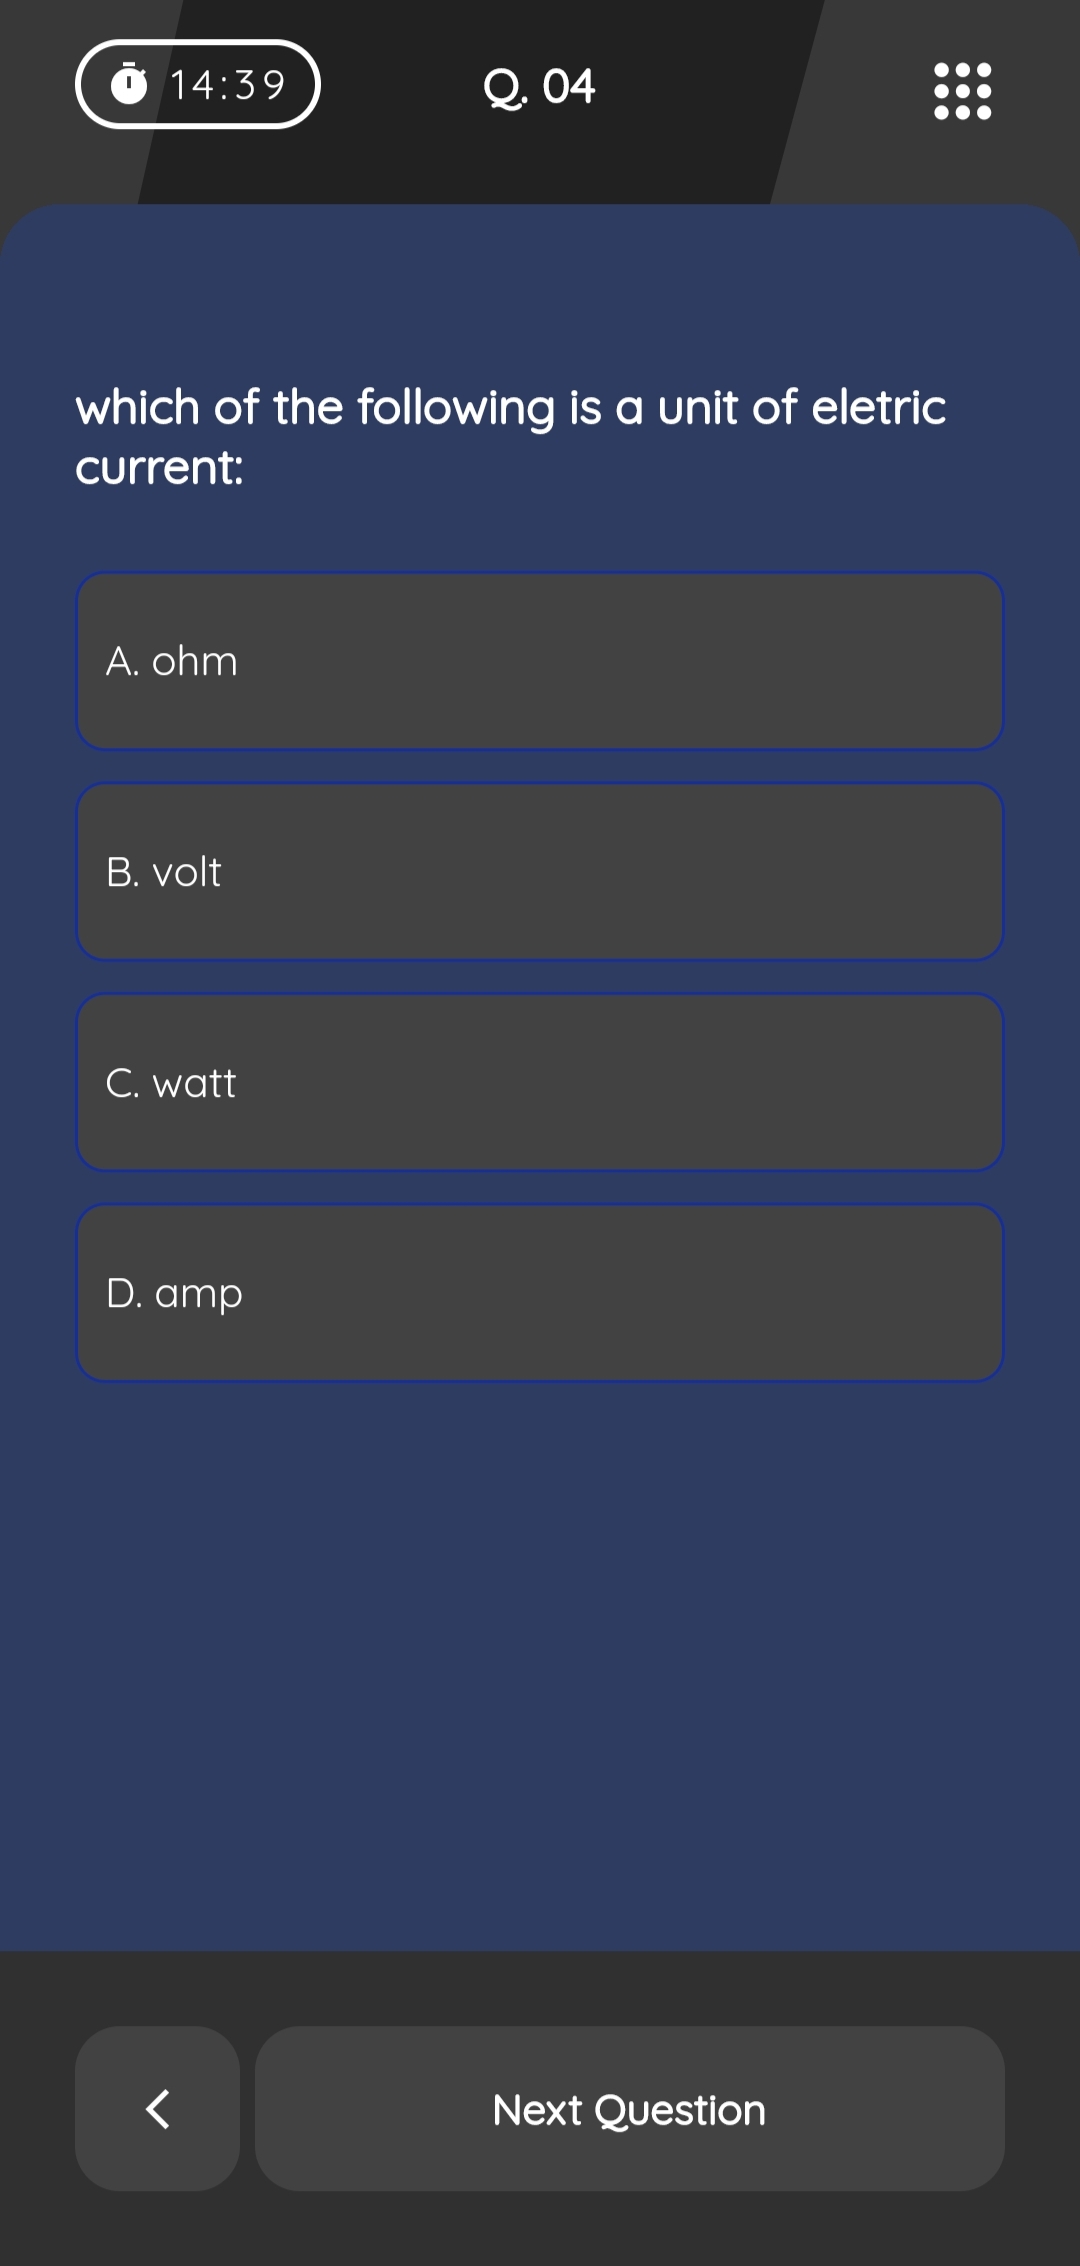 14:39
Q. 04
which of the following is a unit of eletric
current:
A. ohm
B. volt
C. watt
D. amp
Next Question